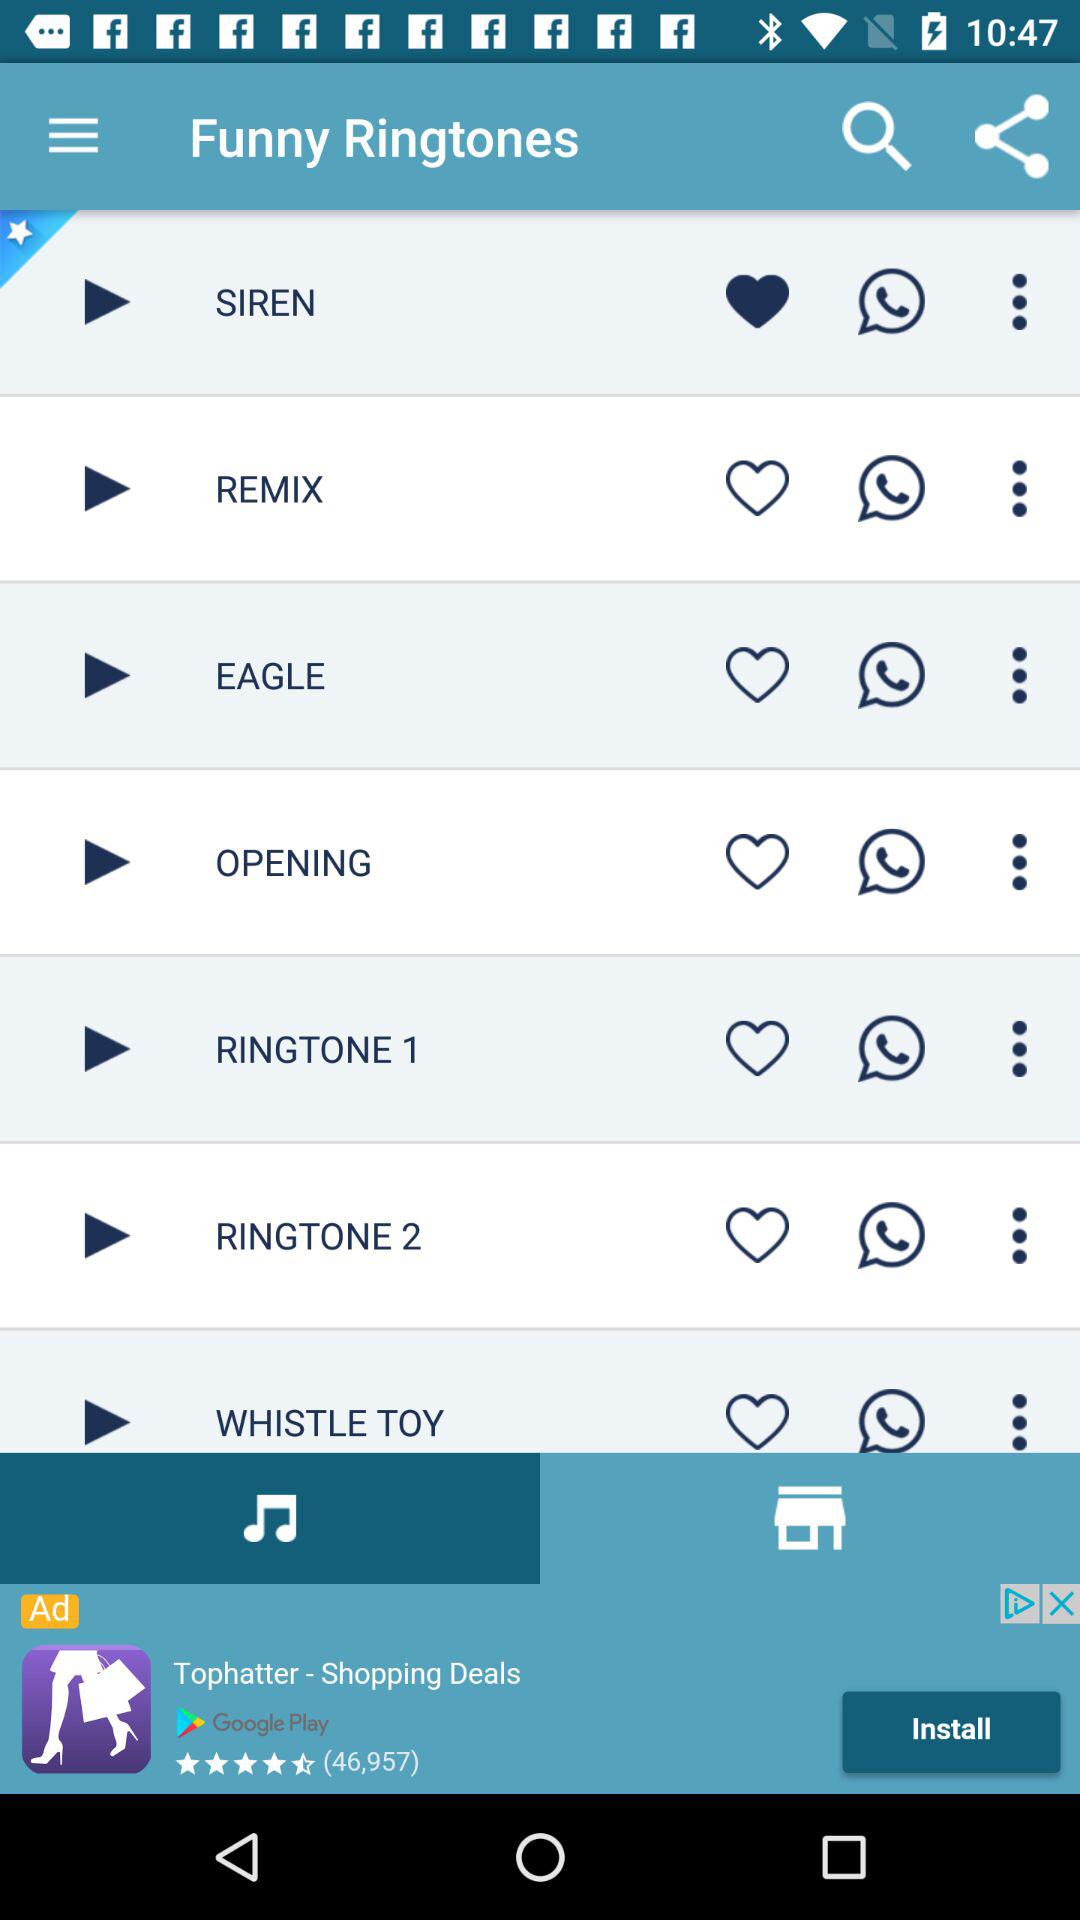 10:47
Funny Ringtones
SIREN
REMIX
EAGLE
OPENING
RINGTONE 1
RINGTONE 2
WHISTLE TOY
Ad
Tophatter - Shopping Deals
Google Play
(46,957)
Install